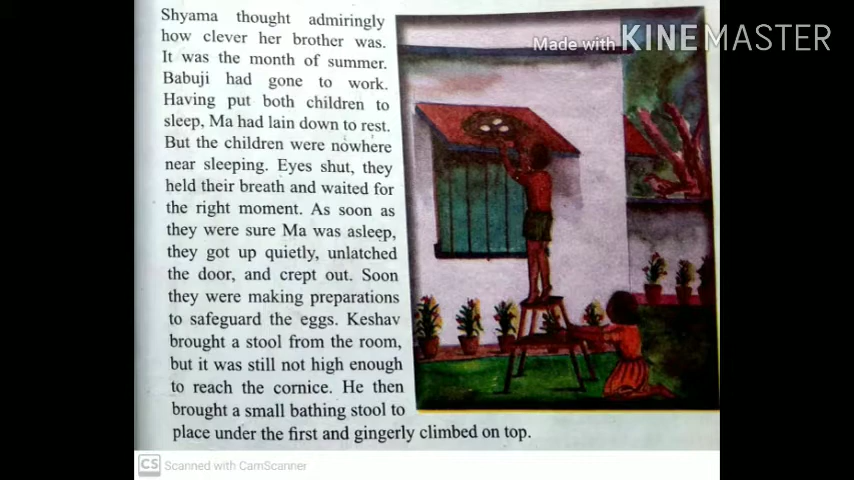 Shyama thought admiringly
how clever her brother was.
It was the month of summer.
Babuji had gone to work.
Having put both children to
sleep, Ma had lain down to rest.
But the children were nowhere
near sleeping. Eyes shut, they
held their breath and waited for
the right moment. As soon as
they were sure Ma was asleep,
they got up quietly, unlatched
the door, and crept out. Soon
they were making preparations
to safeguard the eggs. Keshav
brought a stool from the room,
but it was still not high enough
to reach the cornice. He then
brought a small bathing stool to
place under the first and gingerly climbed on top.
Made with KINEMASTER
CS Scanned with CamScanner